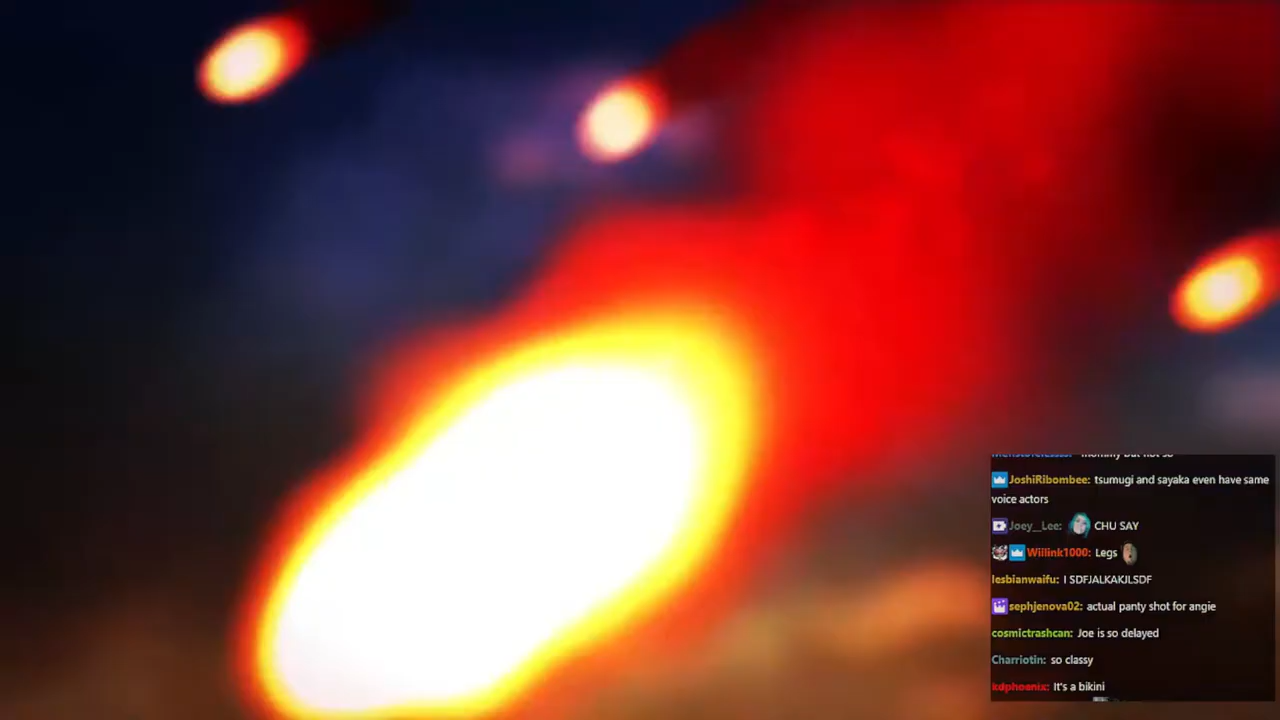 JoshiRibombee: tsumugi and sayaka even have same
voice actors
Joey__Lee: CHU SAY
Wiilink1000: Legs
lesbianwaifu: I SDFJALKAKJLSDF
sephjenova02: actual panty shot for angie
cosmictrashcan: Joe is so delayed
Charriotin: so classy
kdphoenix: It's a bikini